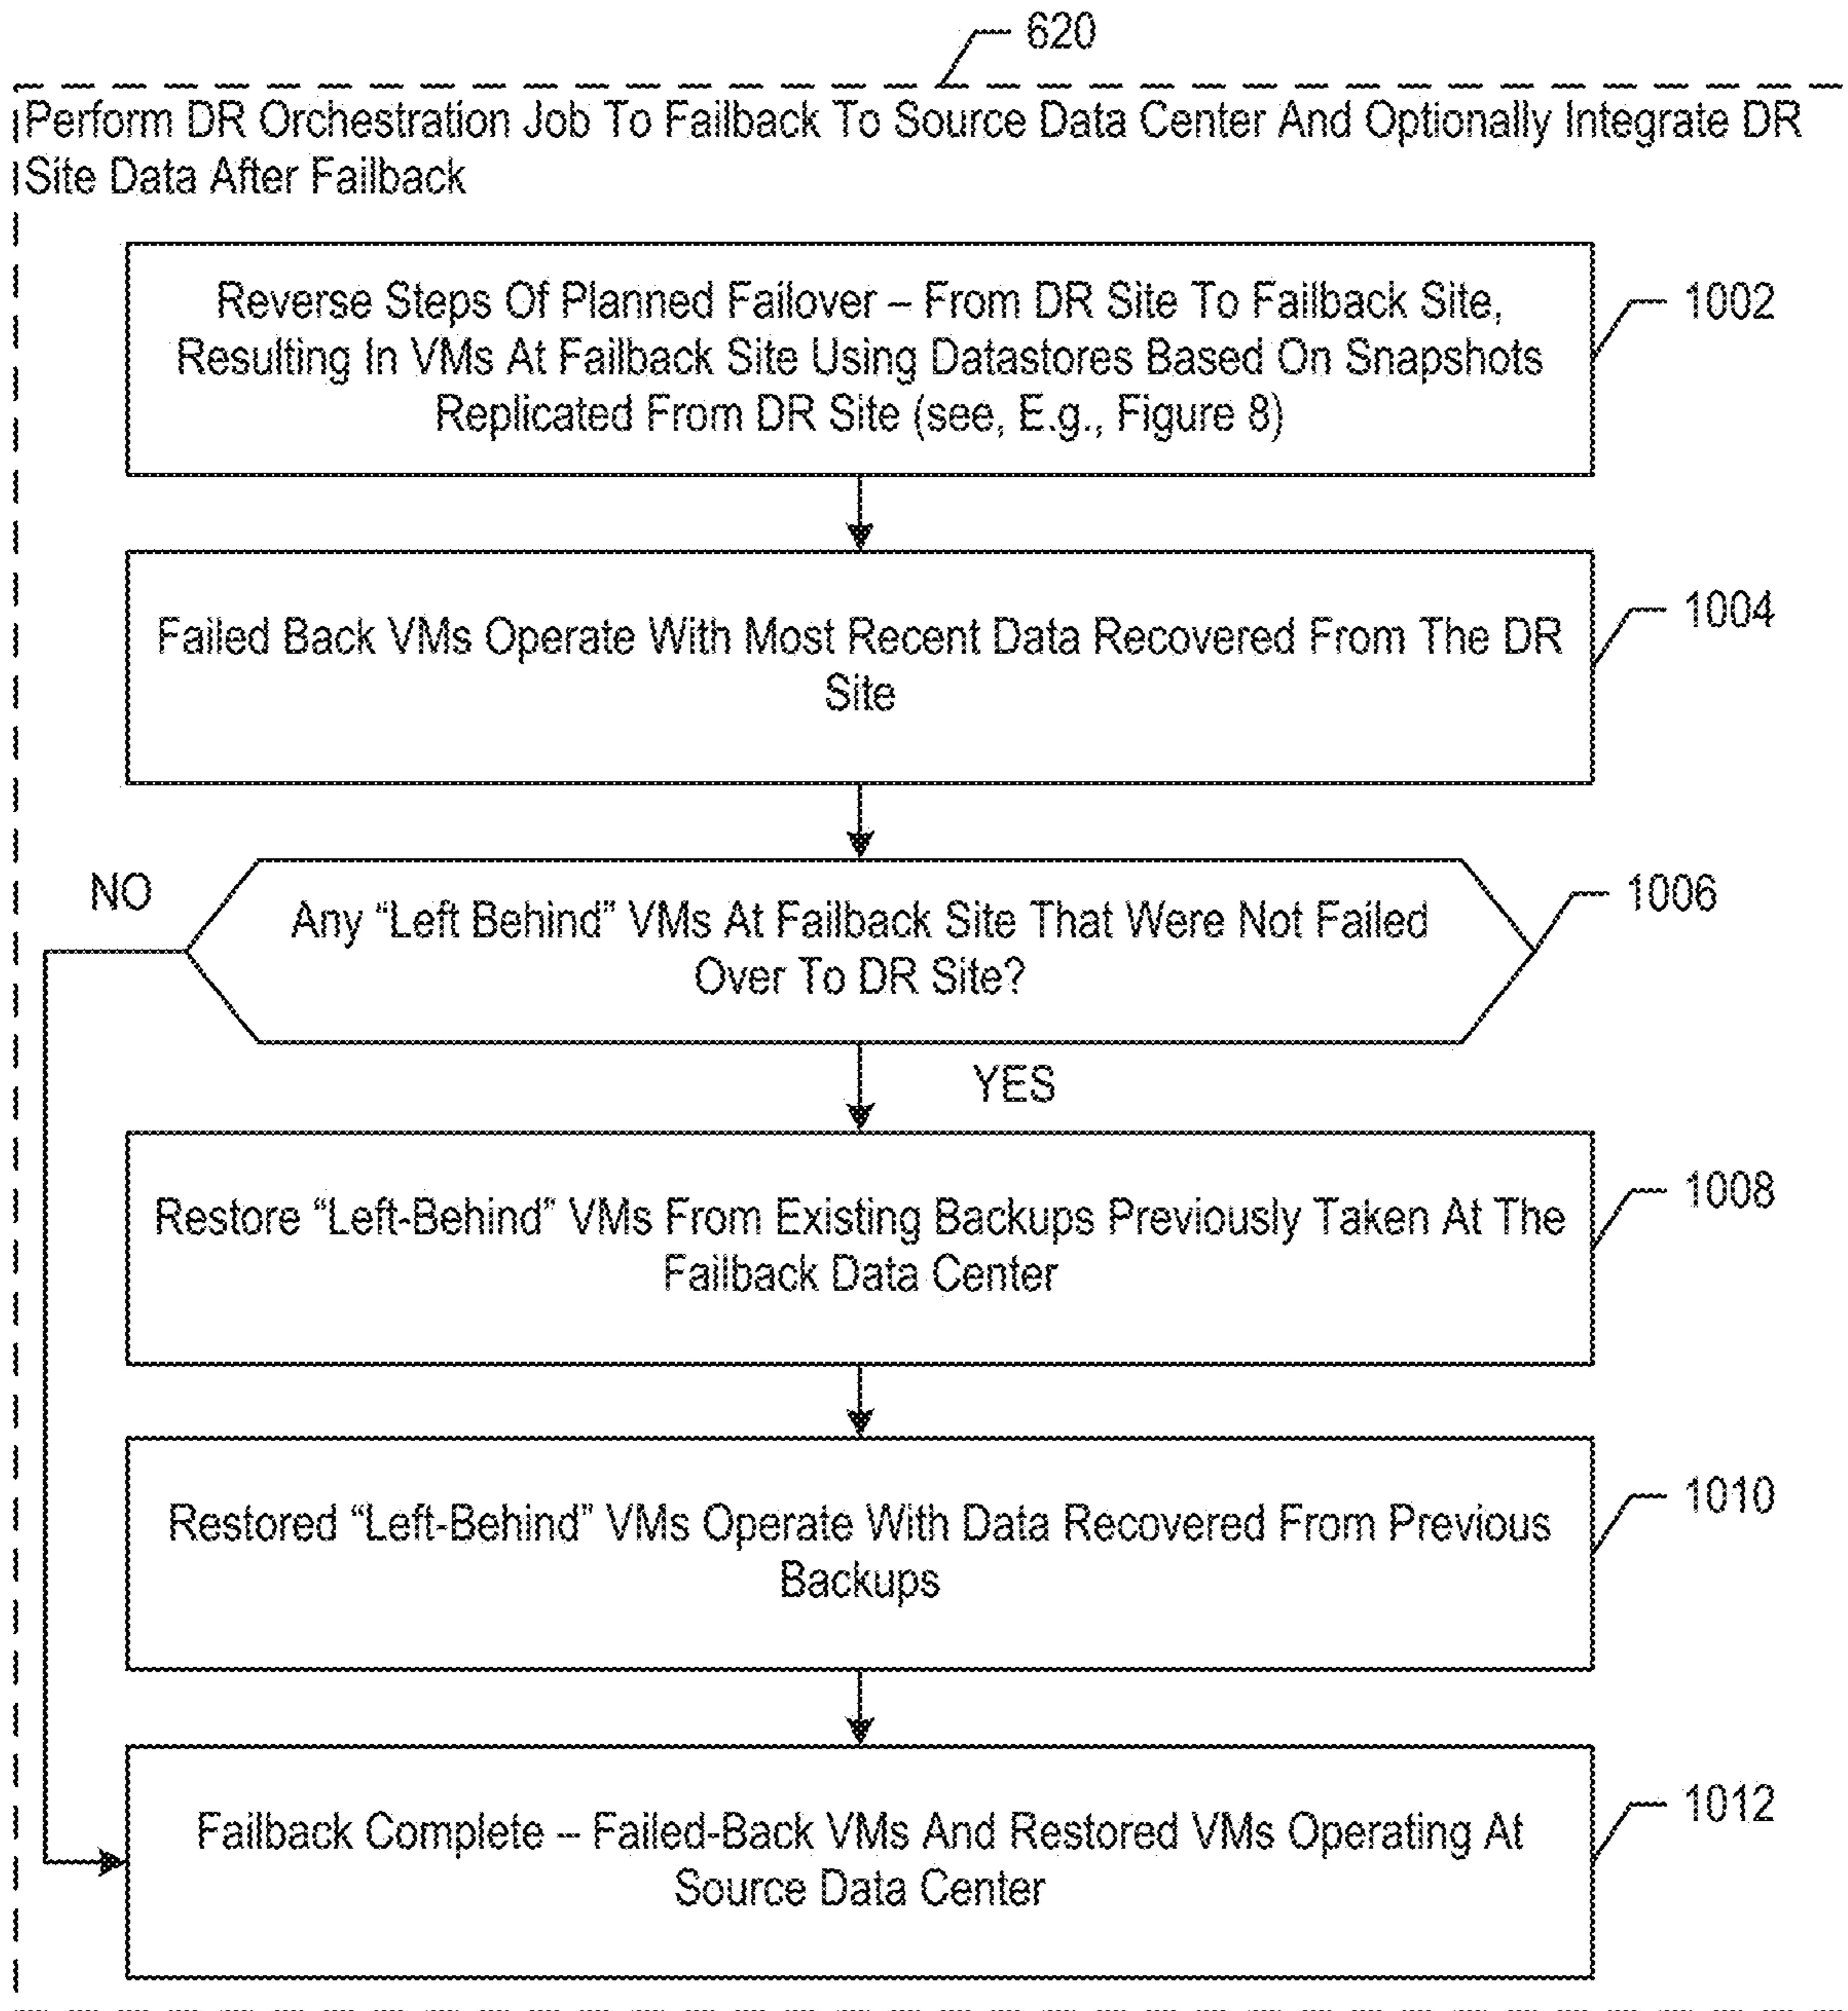 620
Perform DR Orchestration Job To Failback To Source Data Center And Optionally Integrate DR
Site Data After Failback
Reverse Steps Of Planned Failover – From DR Site To Failback Site,
Resulting In VMs At Failback Site Using Datastores Based On Snapshots
Replicated From DR Site (see, E.g., Figure 8)
1002
Failed Back VMs Operate With Most Recent Data Recovered From The DR
Site
1004
NO
Any “Left Behind” VMs At Failback Site That Were Not Failed
Over To DR Site?
1006
YES
Restore “Left-Behind” VMs From Existing Backups Previously Taken At The
Failback Data Center
1008
Restored “Left-Behind” VMs Operate With Data Recovered From Previous
Backups
1010
Failback Complete – Failed-Back VMs And Restored VMs Operating At
Source Data Center
1012